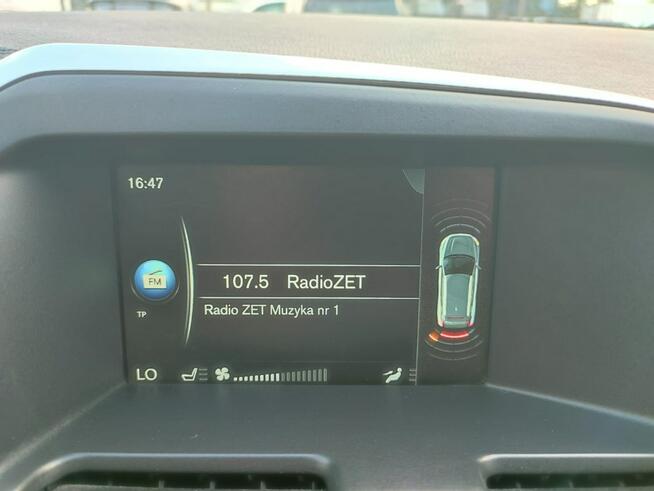 16:47
FM
107.5 RadioZET
TP
Radio ZET Muzyka nr 1
LO